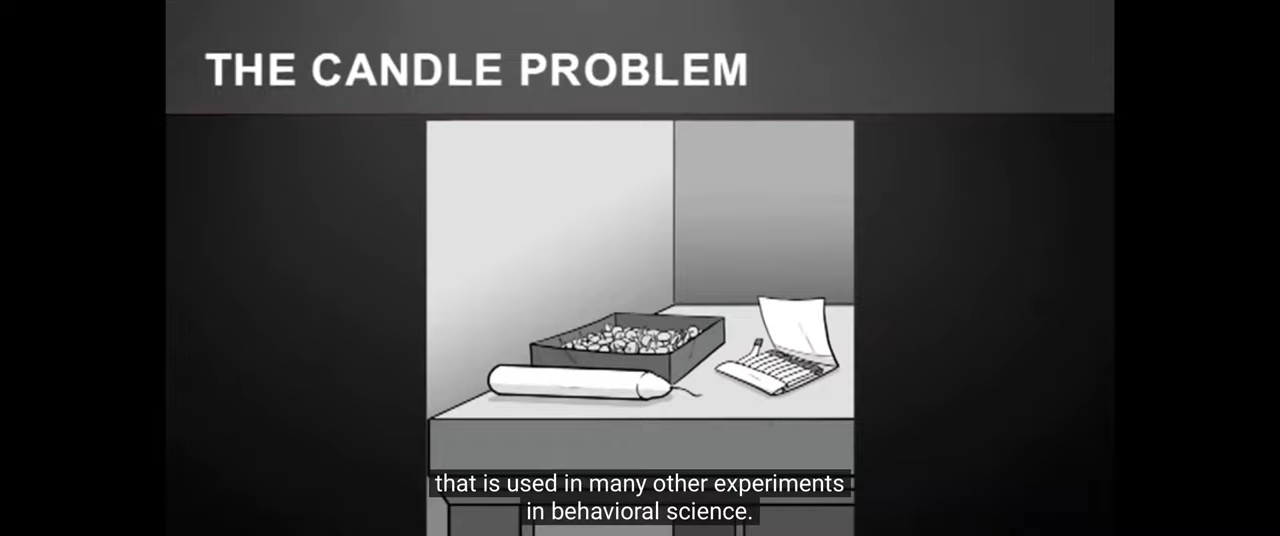 THE CANDLE PROBLEM
that is used in many other experiments
in behavioral science.